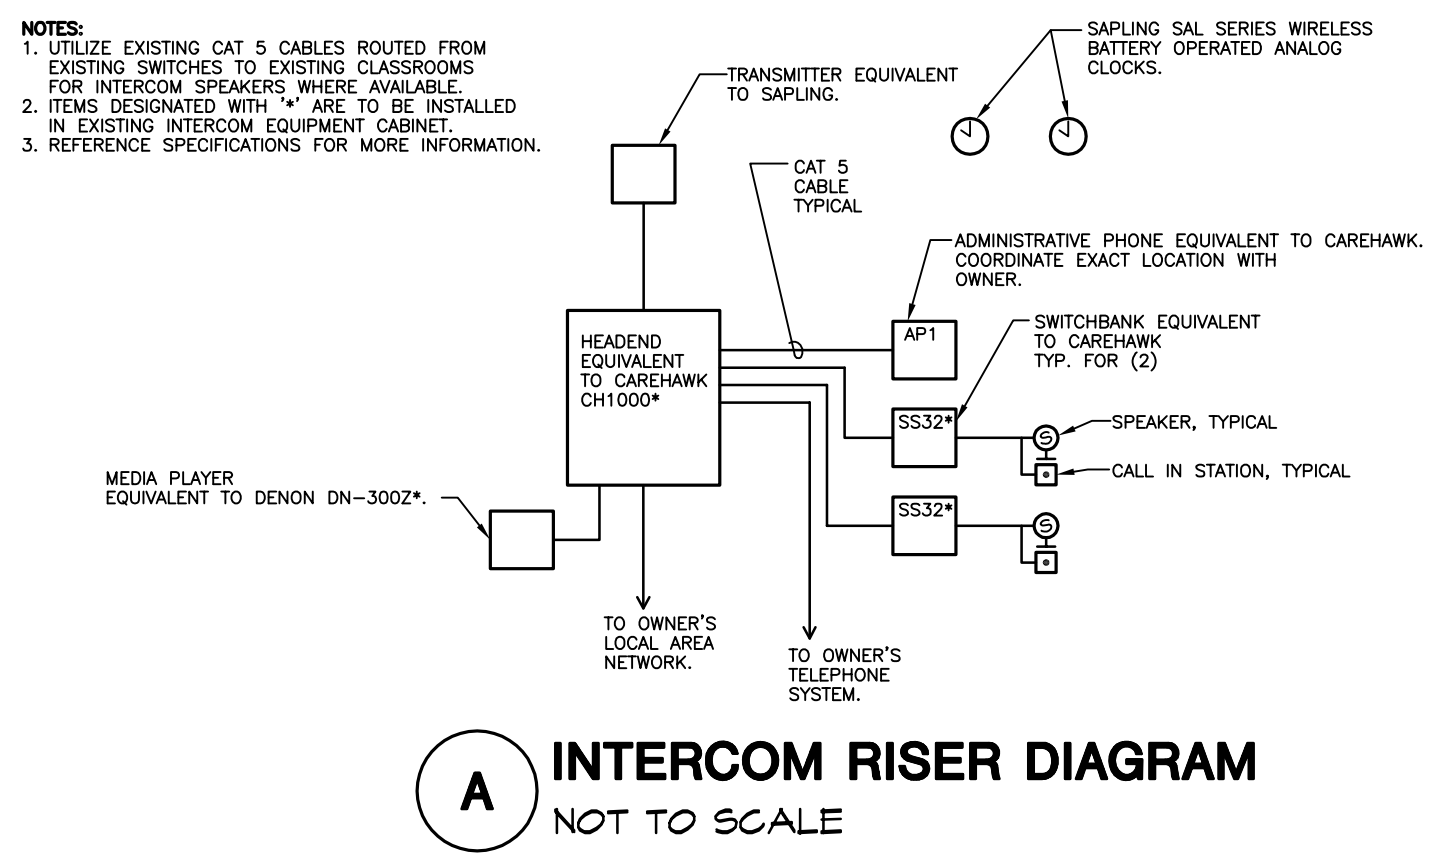 NOTES:
1. UTILIZE EXISTING CAT 5 CABLES ROUTED FROM
EXISTING SWITCHES TO EXISTING CLASSROOMS
FOR INTERCOM SPEAKERS WHERE AVAILABLE.
2. ITEMS DESIGNATED WITH '*' ARE TO BE INSTALLED
IN EXISTING INTERCOM EQUIPMENT CABINET.
3. REFERENCE SPECIFICATIONS FOR MORE INFORMATION.
SAPLING SAL SERIES WIRELESS
BATTERY OPERATED ANALOG
CLOCKS.
TRANSMITTER EQUIVALENT
TO SAPLING.
CAT 5
CABLE
TYPICAL
ADMINISTRATIVE PHONE EQUIVALENT TO CAREHAWK.
COORDINATE EXACT LOCATION WITH
OWNER.
AP1
SWITCHBANK EQUIVALENT
TO CAREHAWK
TYP. FOR (2)
HEADEND
EQUIVALENT
TO CAREHAWK
CH1000*
SS32*
S
SPEAKER, TYPICAL
CALL IN STATION, TYPICAL
MEDIA PLAYER
EQUIVALENT TO DENON DN-300Z*.
SS32*
S
TO OWNER'S
LOCAL AREA
NETWORK.
TO OWNER'S
TELEPHONE
SYSTEM.
A
INTERCOM RISER DIAGRAM
NOT TO SCALE